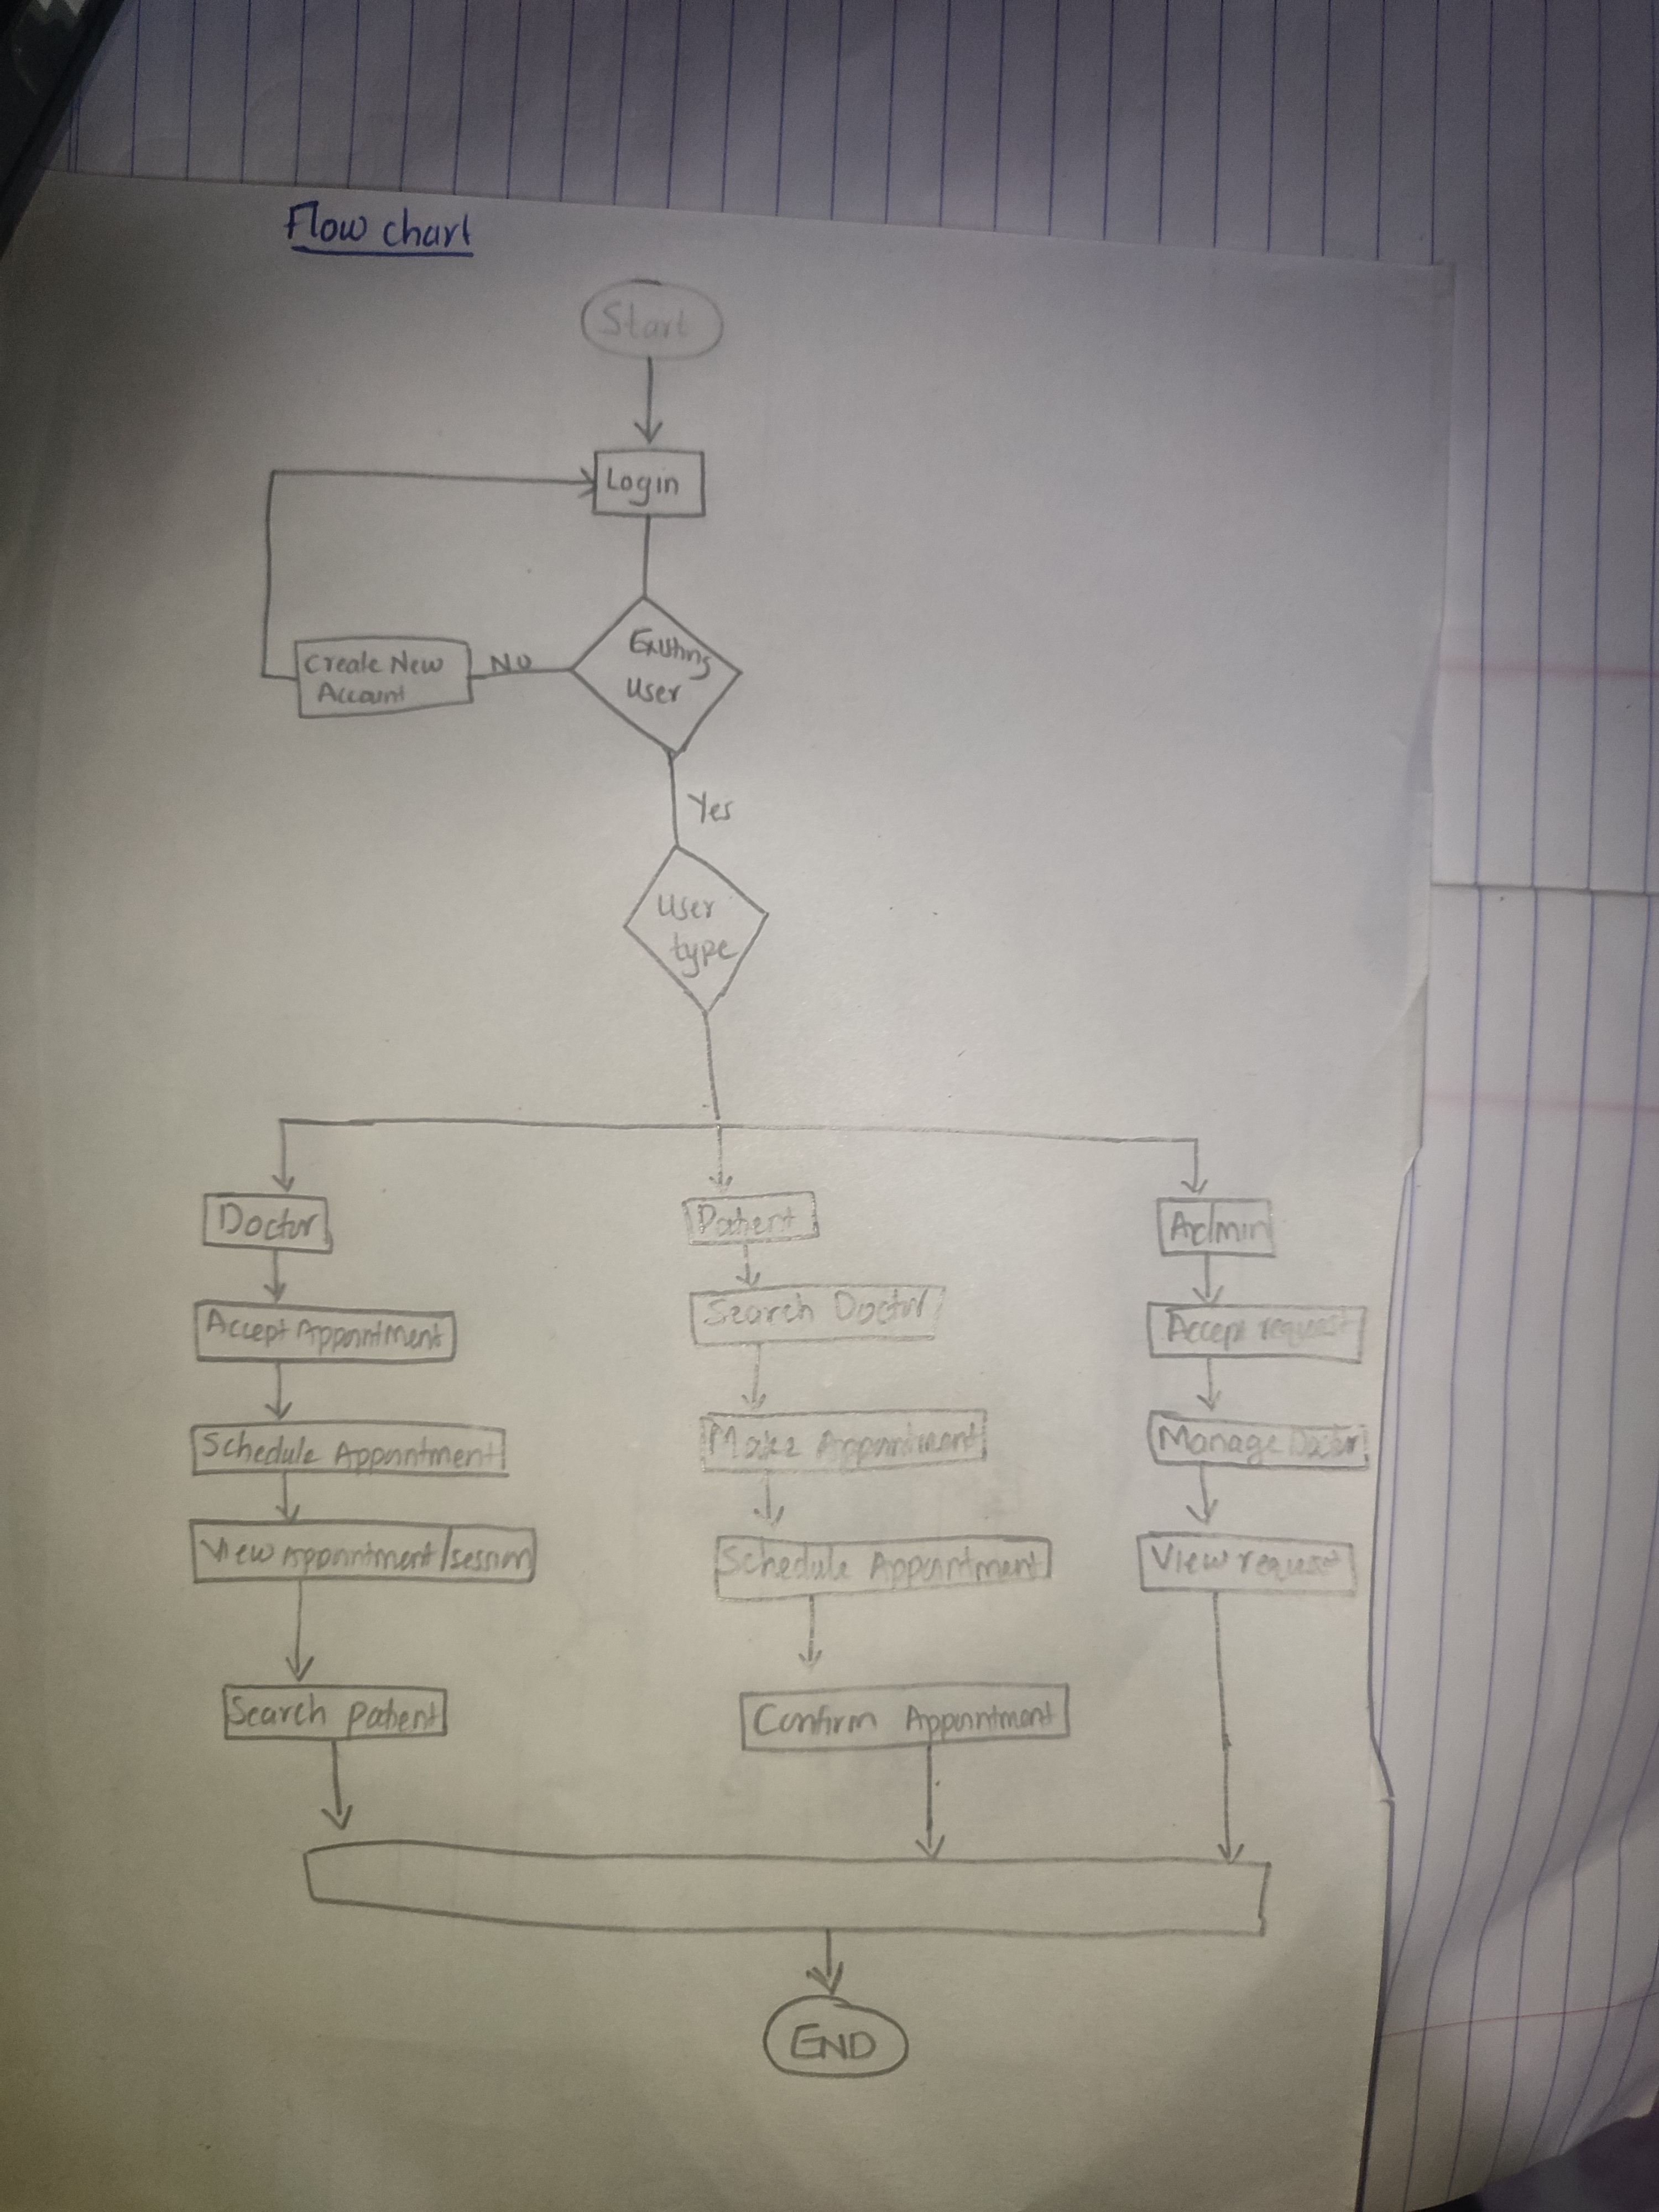 Flow chart
Start
Login
Existing
User
NO
Create New
Account
Yes
User
type
Doctor
Patient
Admin
Accept Appointment
Search Doctor
Accept request
Schedule Appointment
Make Appointment
Manage Doctor
View Appointment/session
Schedule Appointment
View request
Search patient
Confirm Appointment
END